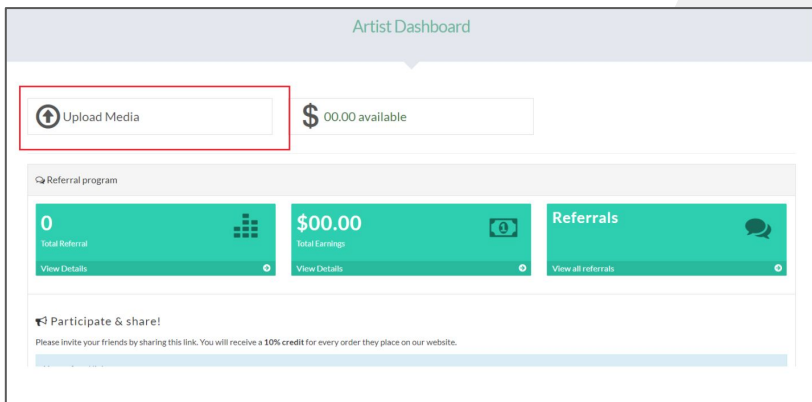 Artist Dashboard
Upload Media
$ 00.00 available
Referral program
0
Total Referral
View Details
$00.00
Total Earnings
View Details
Referrals
View all referrals
Participate & share!
Please invite your friends by sharing this link. You will receive a 10% credit for every order they place on our website.